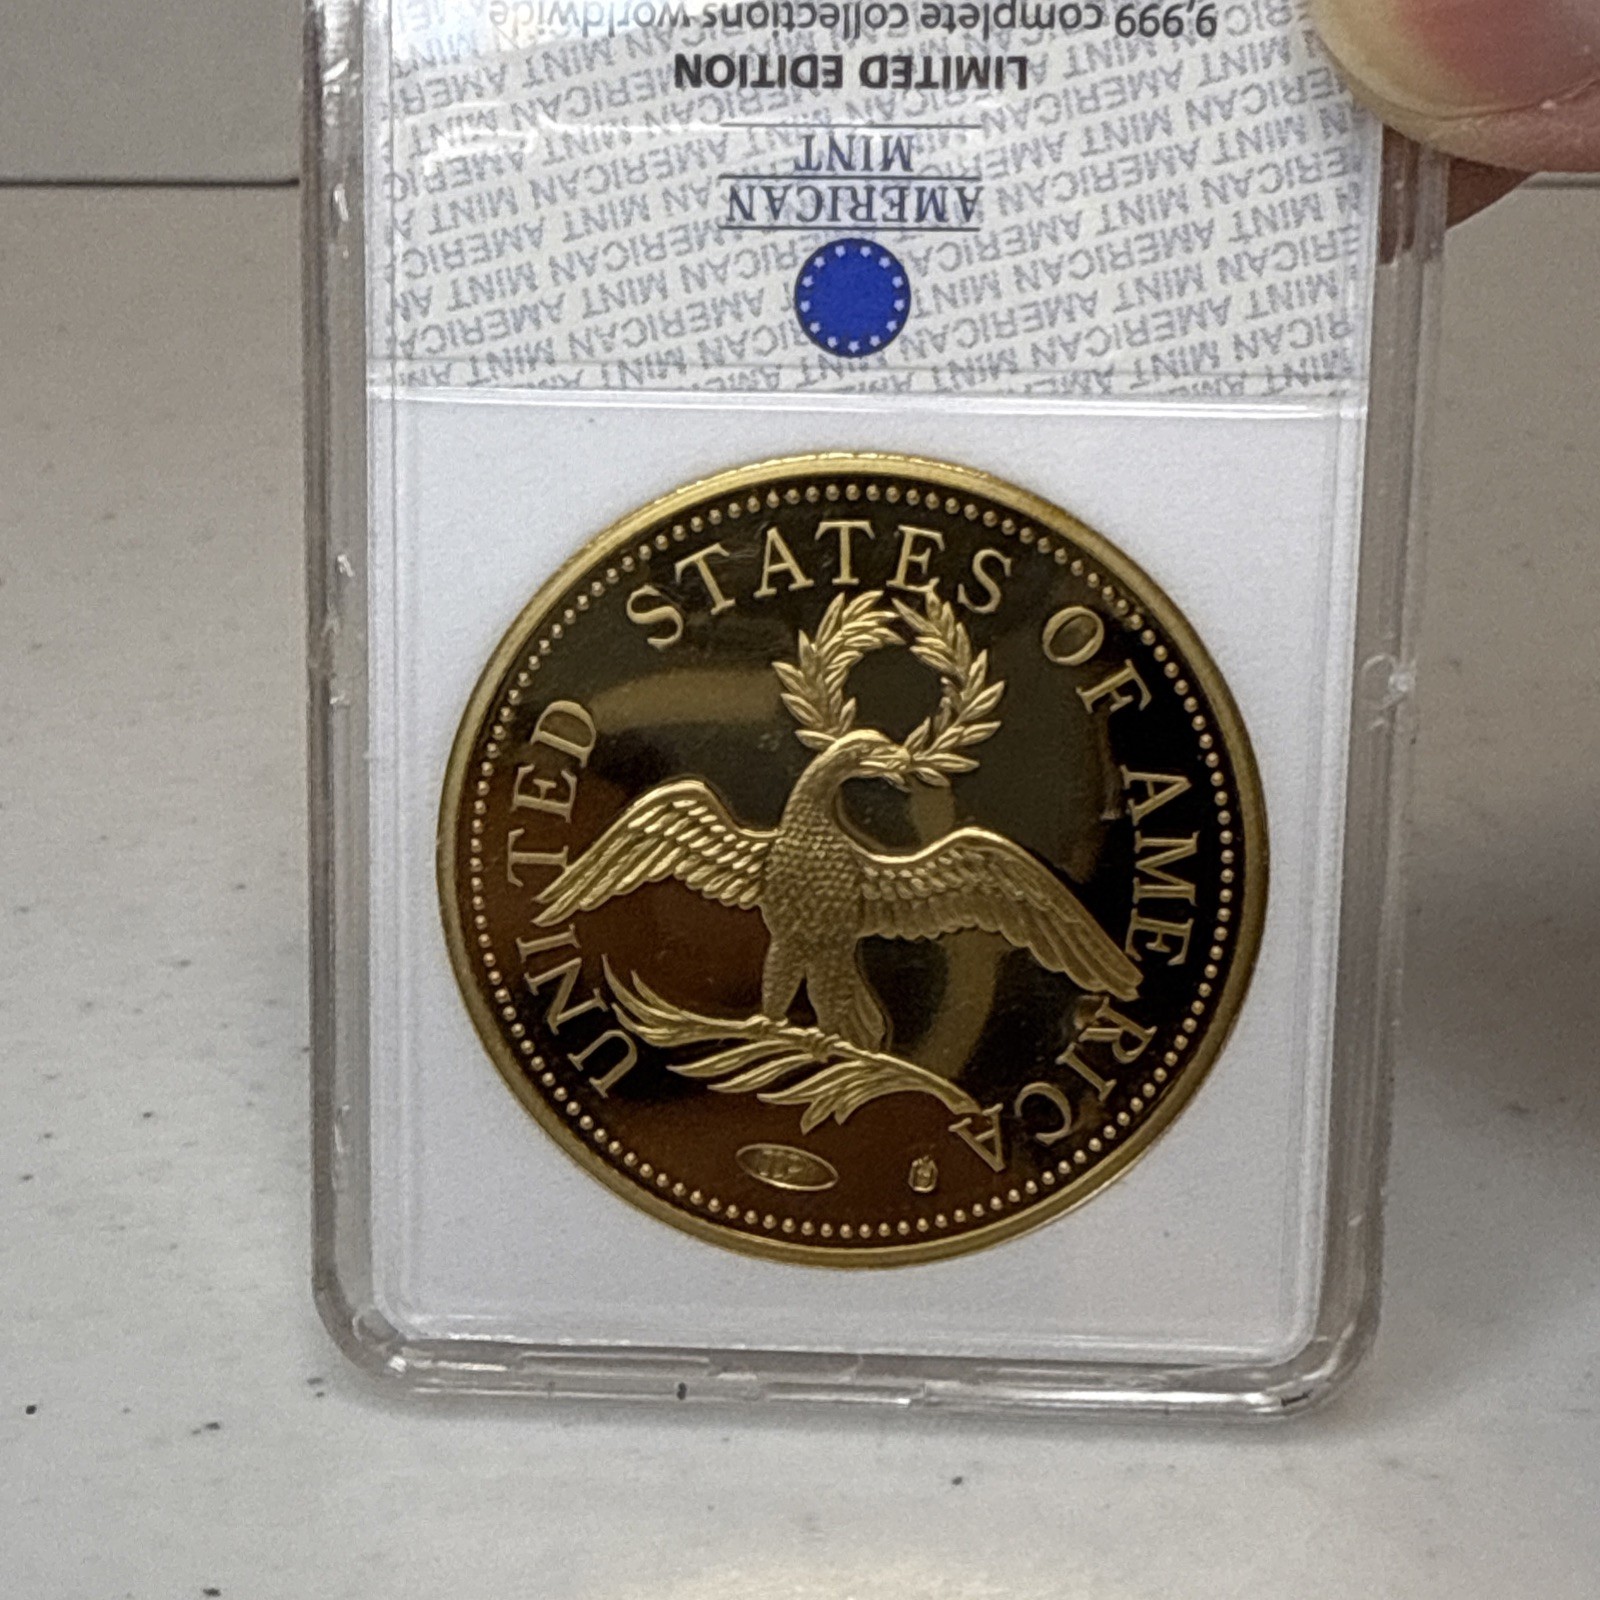 9,999 complete collections worldwide
LIMITED EDITION
AMERICAN
MINT
UNITED STATES OF AMERICA